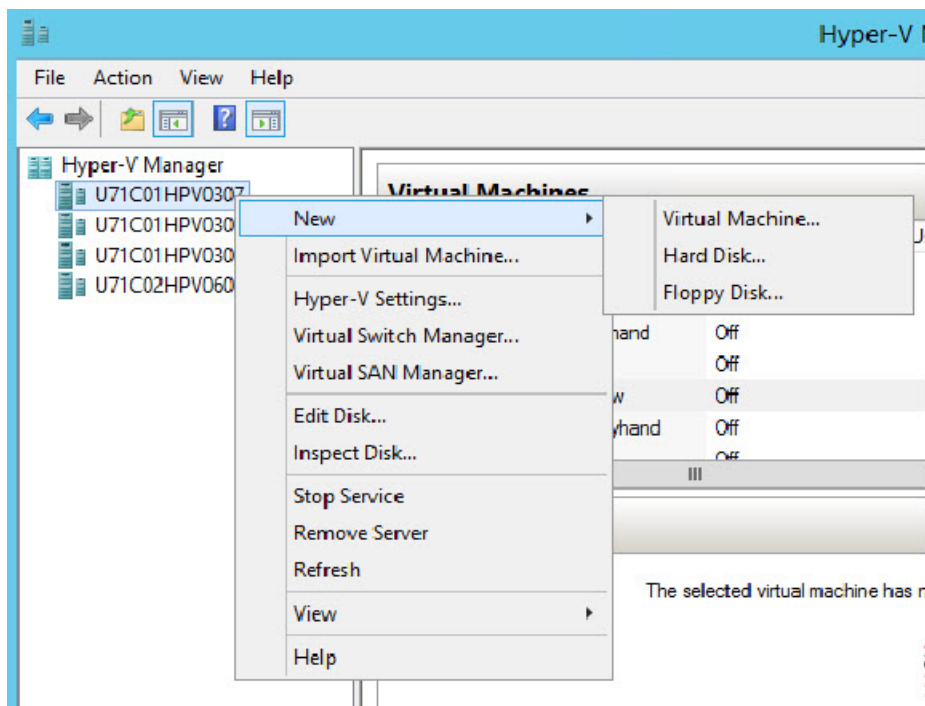 Hyper-V
File Action View Help
Hyper-V Manager
U71C01HPV0307
U71C01HPV030
U71C01HPV030
U71C02HPV060
Virtual Machines
New
Import Virtual Machine...
Hyper-V Settings...
Virtual Switch Manager...
Virtual SAN Manager...
Edit Disk...
Inspect Disk...
Stop Service
Remove Server
Refresh
View
Help
Virtual Machine...
Hard Disk...
Floppy Disk...
hand Off
Off
w Off
yhand Off
Off
The selected virtual machine has